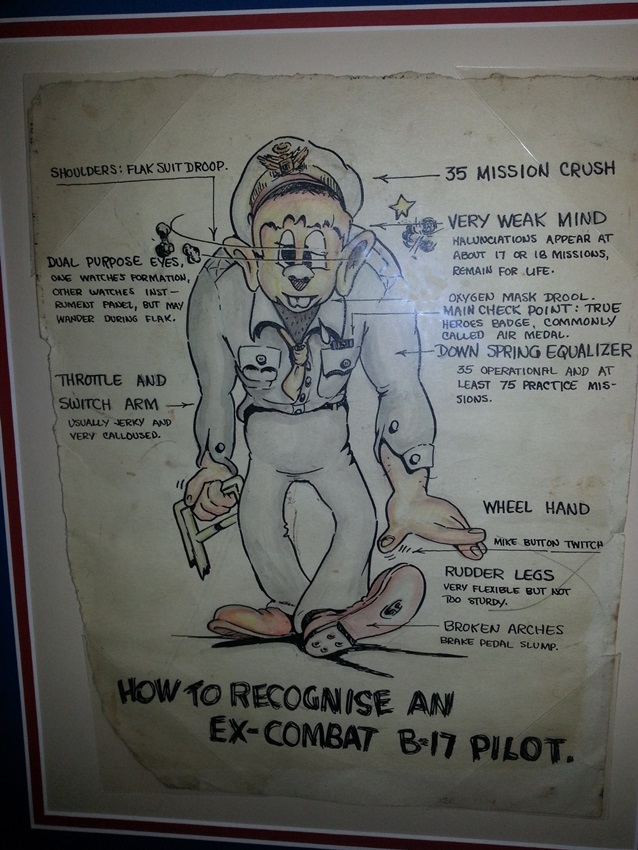 SHOULDERS: FLAK SUIT DROOP.
35 MISSION CRUSH
VERY WEAK MIND
HALUNCIATIONS APPEAR AT
ABOUT 17 OR 18 MISSIONS,
REMAIN FOR LIFE.
DUAL PURPOSE EYES,
ONE WATCHES FORMATION,
OTHER WATCHES INST-
RUMENT PANEL, BUT MAY
WANDER DURING FLAK.
OXYGEN MASK DROOL.
MAIN CHECK POINT: TRUE
HEROES BADGE, COMMONLY
CALLED AIR MEDAL.
DOWN SPRING EQUALIZER
35 OPERATIONAL AND AT
LEAST 75 PRACTICE MIS-
SIONS.
THROTTLE AND
SWITCH ARM
USUALLY JERKY AND
VERY CALLOUSED.
WHEEL HAND
MIKE BUTTON TWITCH
RUDDER LEGS
VERY FLEXIBLE BUT NOT
TOO STURDY.
BROKEN ARCHES
BRAKE PEDAL SLUMP.
HOW TO RECOGNISE AN
EX-COMBAT B-17 PILOT.